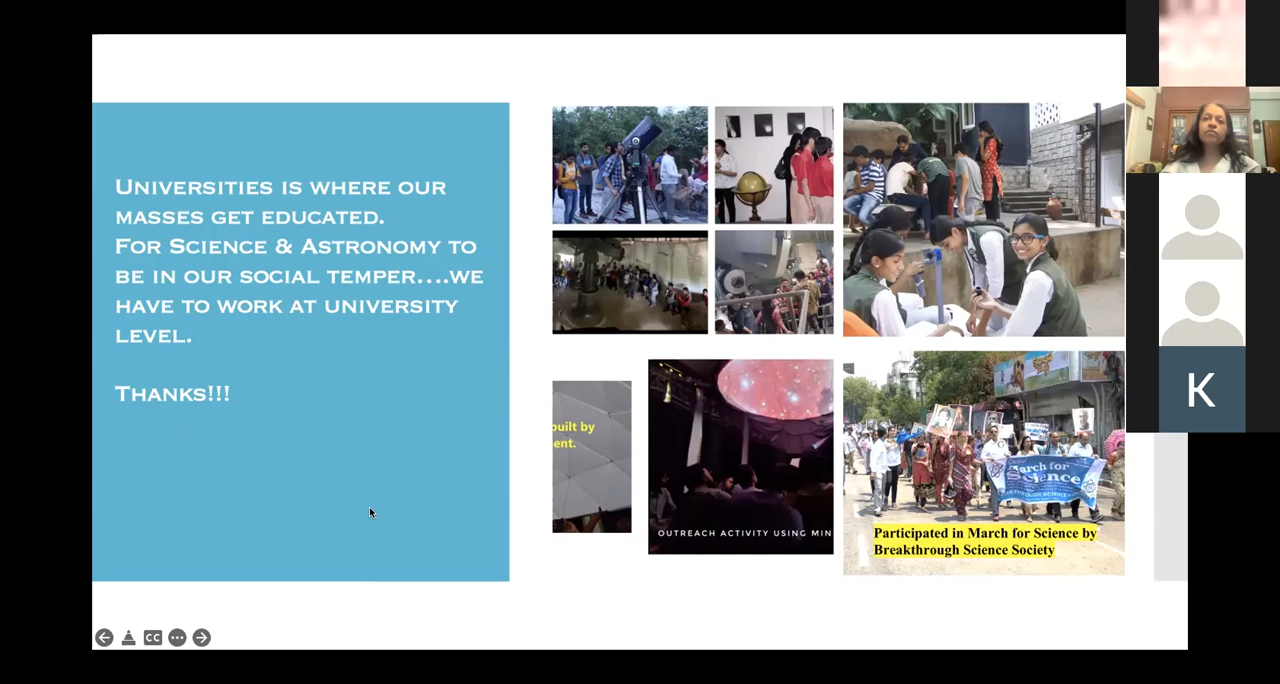 Universities is where our
masses get educated.
For Science & Astronomy to
be in our social temper....we
have to work at university
level.
Thanks!!!
built by
ent.
OUTREACH ACTIVITY USING MIN
March for
Science
Participated in March for Science by
Breakthrough Science Society
CC
K